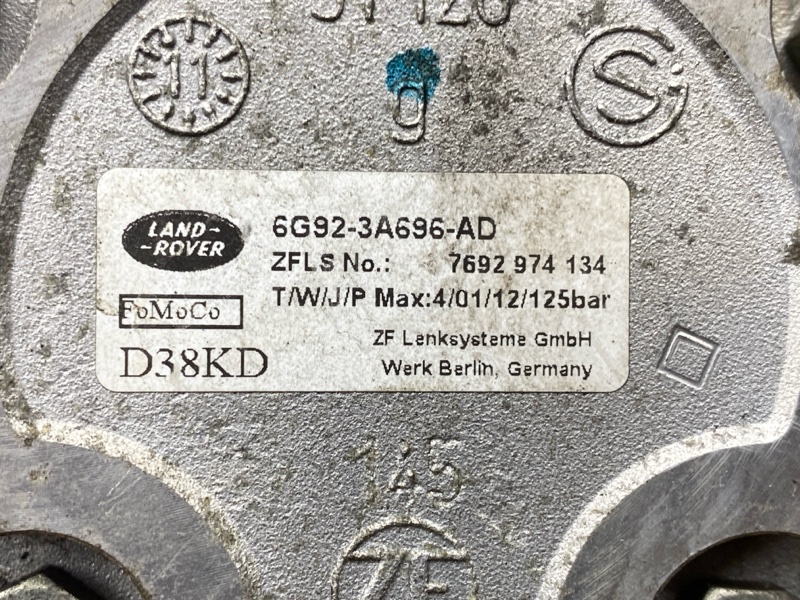 11
g
LAND-
-ROVER
6G92-3A696-AD
ZFLS No.: 7692 974 134
T/W/J/P Max:4/01/12/125bar
FoMoCo
D38KD
ZF Lenksysteme GmbH
Werk Berlin, Germany
145
ZF